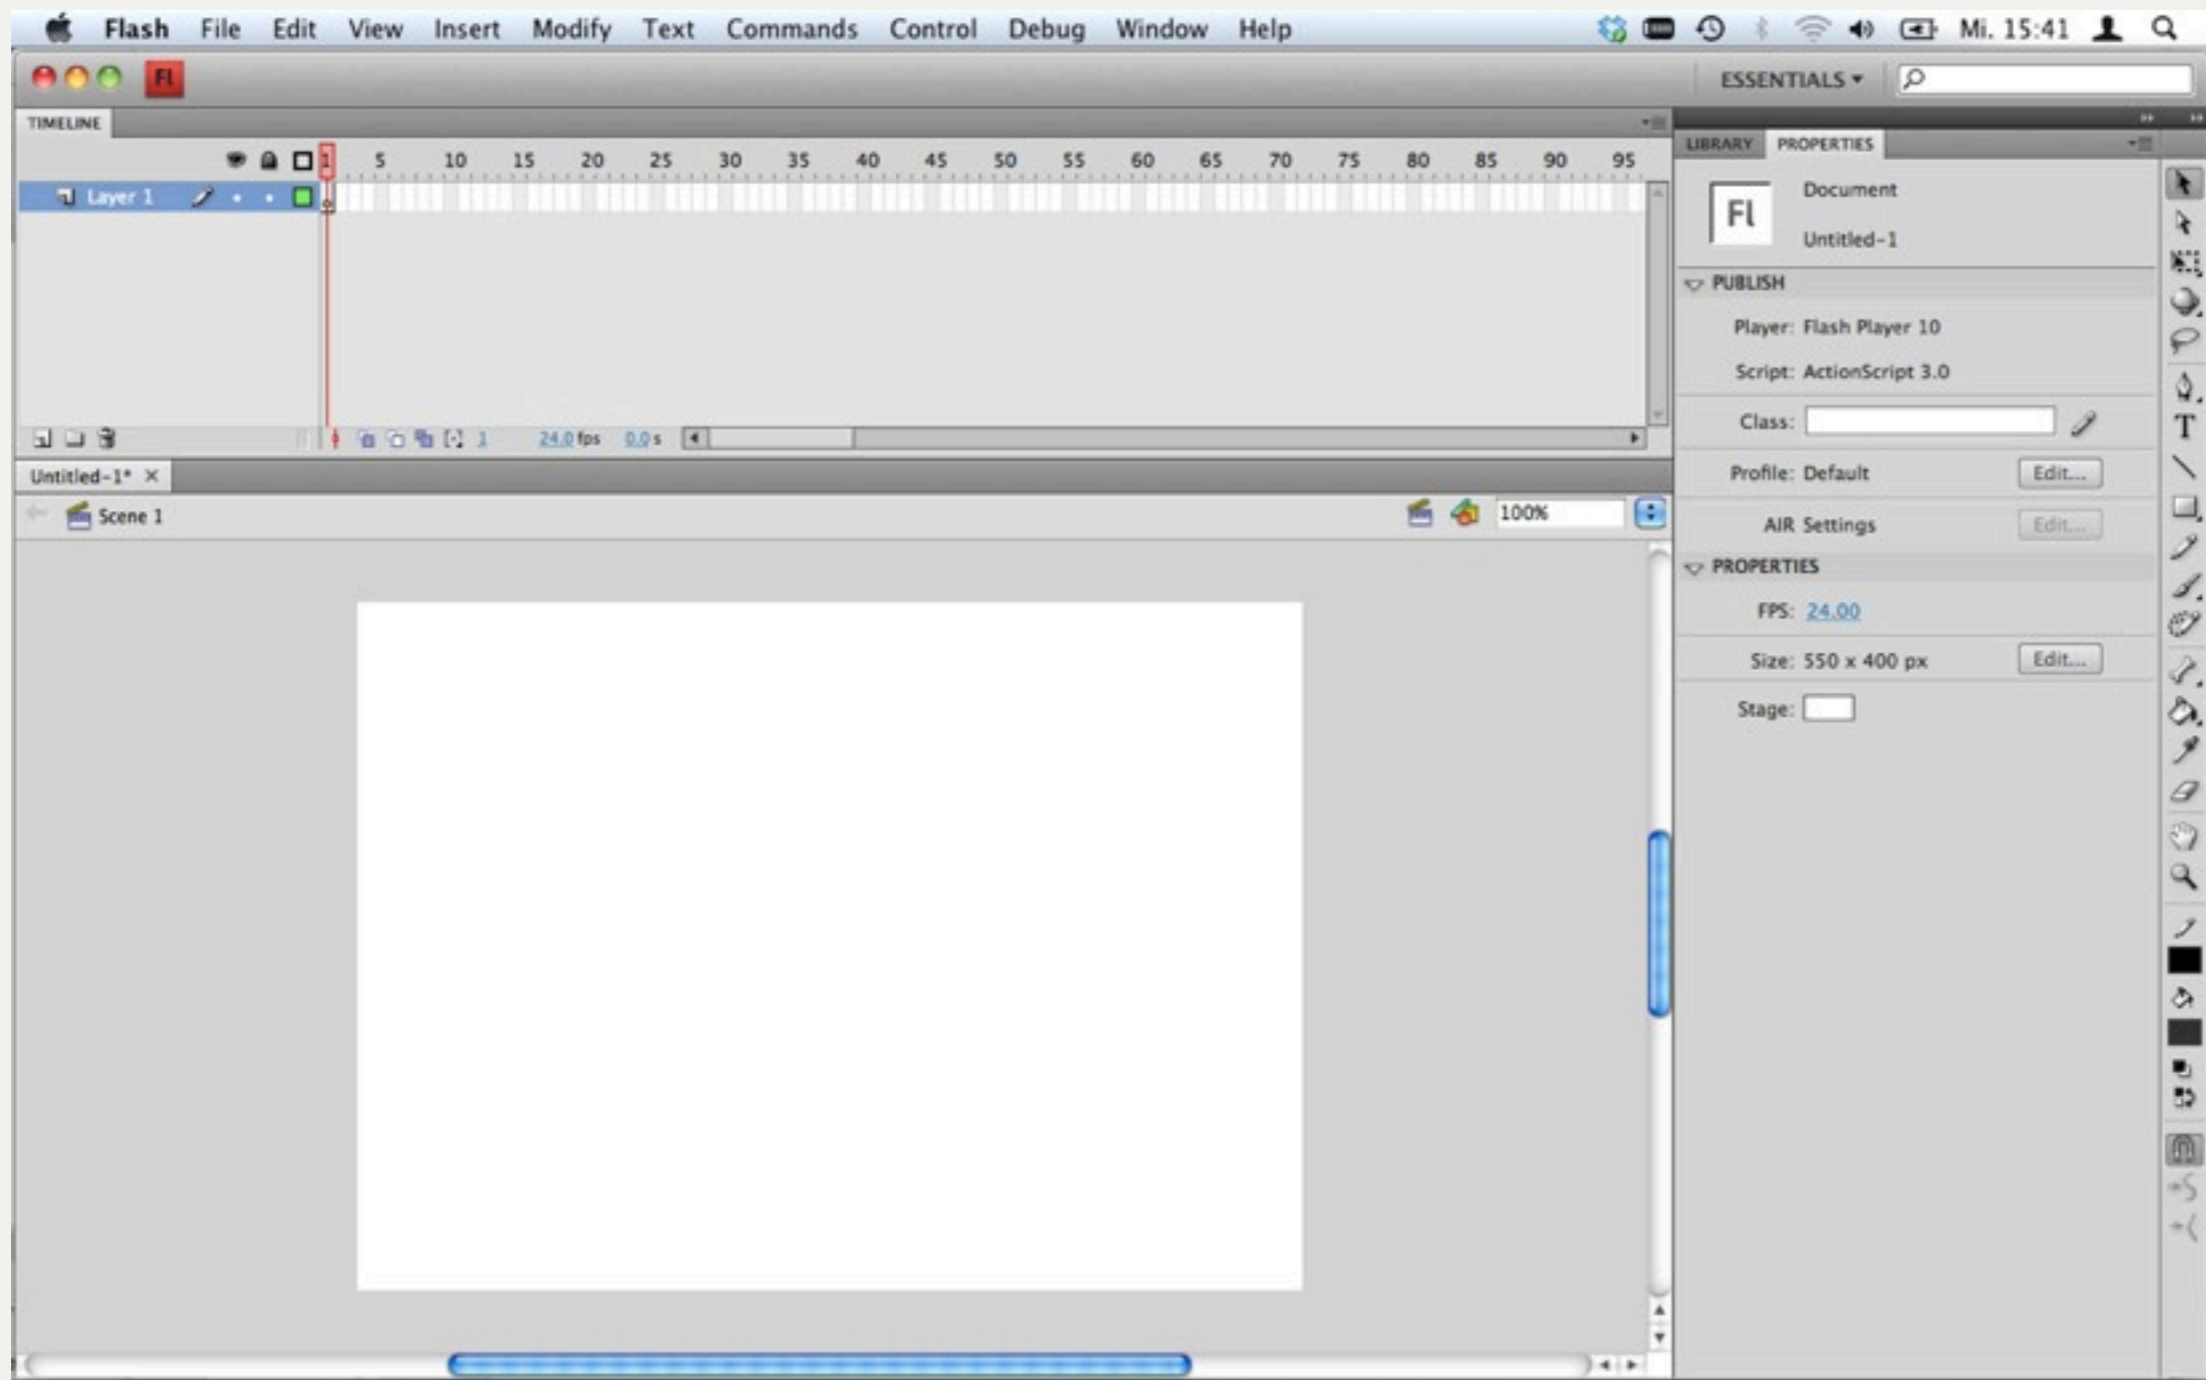 Flash File Edit View Insert Modify Text Commands Control Debug Window Help Mi. 15:41
Fl ESSENTIALS
TIMELINE
1 5 10 15 20 25 30 35 40 45 50 55 60 65 70 75 80 85 90 95
Layer 1
1 24.0 fps 0.0 s
Untitled-1* ×
Scene 1 100%
LIBRARY PROPERTIES
Fl
Document
Untitled-1
PUBLISH
Player: Flash Player 10
Script: ActionScript 3.0
Class:
Profile: Default Edit...
AIR Settings Edit...
PROPERTIES
FPS: 24.00
Size: 550 x 400 px Edit...
Stage:
T